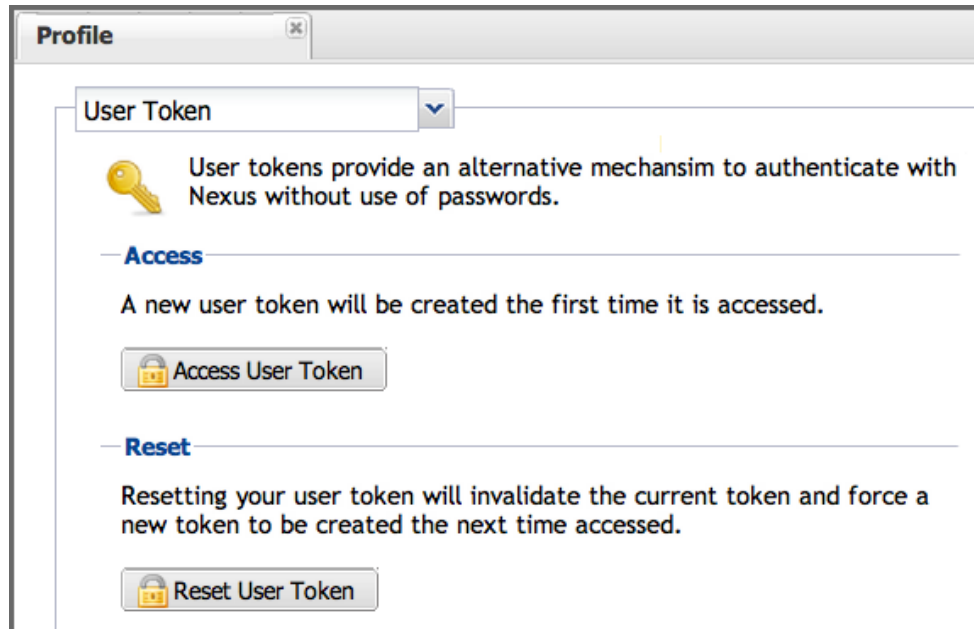 Profile
User Token
User tokens provide an alternative mechansim to authenticate with
Nexus without use of passwords.
Access
A new user token will be created the first time it is accessed.
Access User Token
Reset
Resetting your user token will invalidate the current token and force a
new token to be created the next time accessed.
Reset User Token